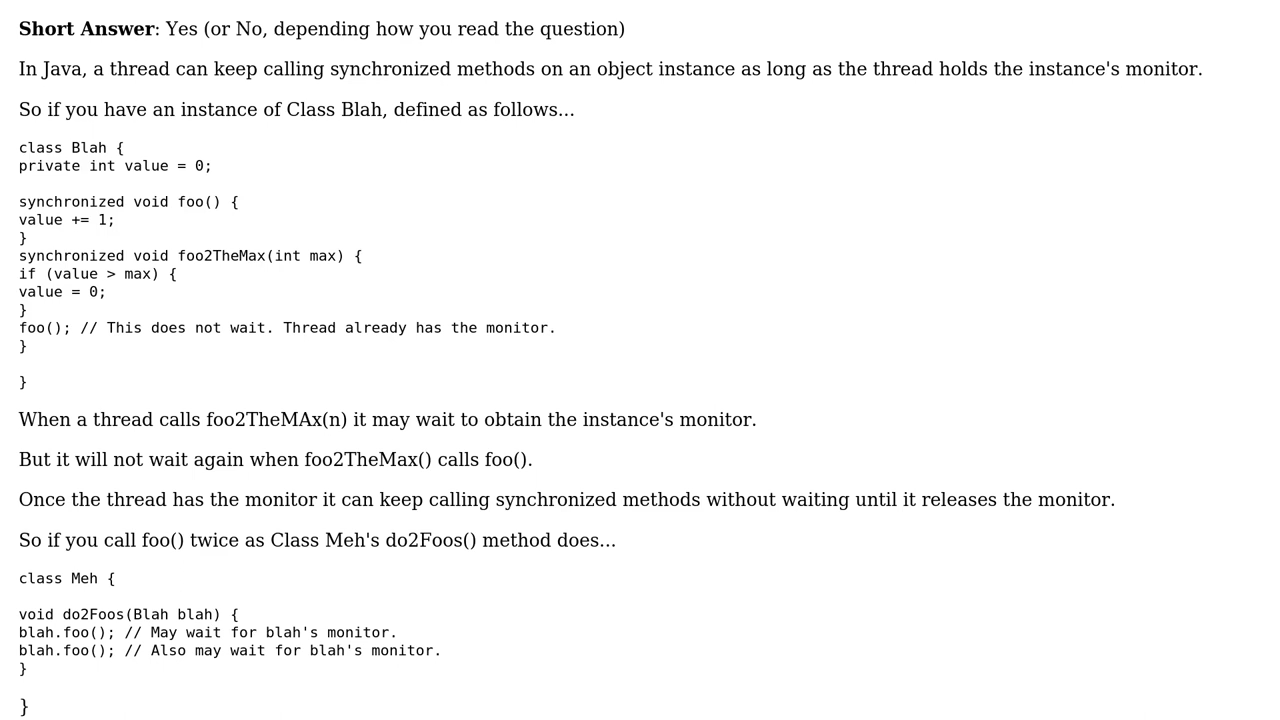 Short Answer: Yes (or No, depending how you read the question)
In Java, a thread can keep calling synchronized methods on an object instance as long as the thread holds the instance's monitor.
So if you have an instance of Class Blah, defined as follows...
class Blah {
private int value = 0;
synchronized void foo() {
value += 1;
}
synchronized void foo2TheMax(int max) {
if (value > max) {
value = 0;
}
foo(); // This does not wait. Thread already has the monitor.
}
}
When a thread calls foo2TheMAx(n) it may wait to obtain the instance's monitor.
But it will not wait again when foo2TheMax() calls foo().
Once the thread has the monitor it can keep calling synchronized methods without waiting until it releases the monitor.
So if you call foo() twice as Class Meh's do2Foos() method does...
class Meh {
void do2Foos(Blah blah) {
blah.foo(); // May wait for blah's monitor.
blah.foo(); // Also may wait for blah's monitor.
}
}